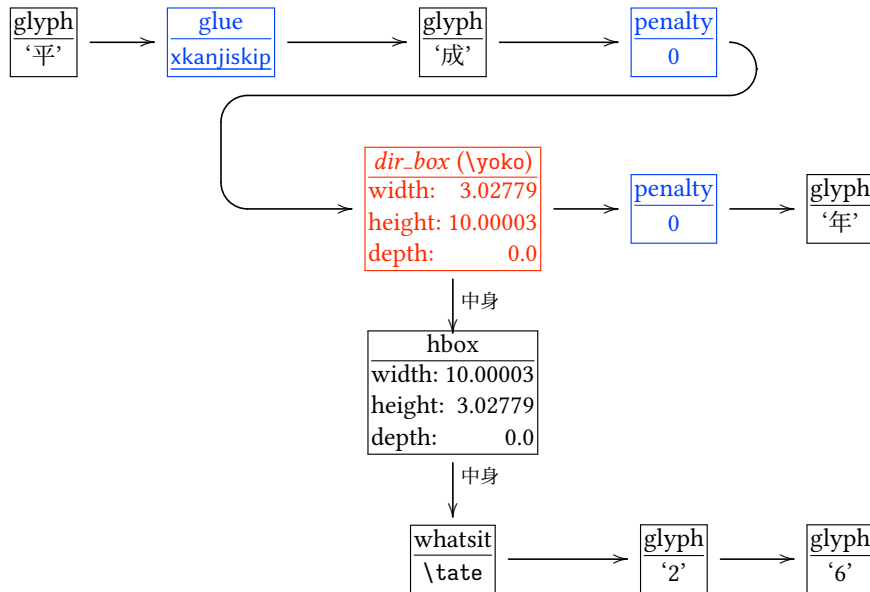 glyph
‘平’
glue
xkanjiskip
glyph
‘成’
penalty
0
dir_box (\yoko)
width: 3.02779
height: 10.00003
depth: 0.0
penalty
0
glyph
‘年’
中身
hbox
width: 10.00003
height: 3.02779
depth: 0.0
中身
whatsit
\tate
glyph
‘2’
glyph
‘6’